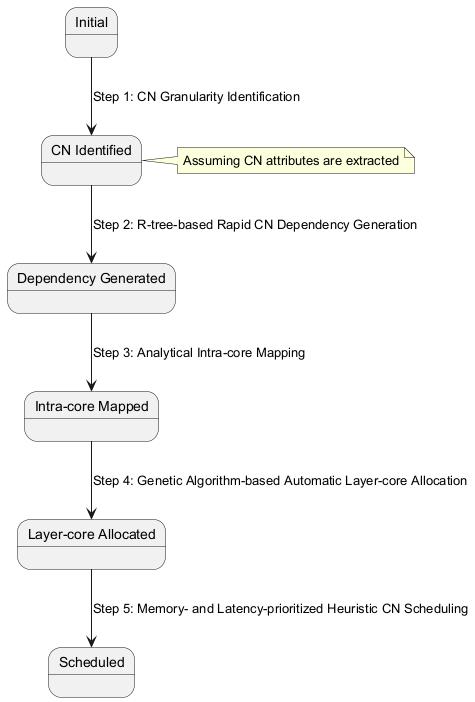 Initial
Step 1: CN Granularity Identification
CN Identified
Assuming CN attributes are extracted
Step 2: R-tree-based Rapid CN Dependency Generation
Dependency Generated
Step 3: Analytical Intra-core Mapping
Intra-core Mapped
Step 4: Genetic Algorithm-based Automatic Layer-core Allocation
Layer-core Allocated
Step 5: Memory- and Latency-prioritized Heuristic CN Scheduling
Scheduled